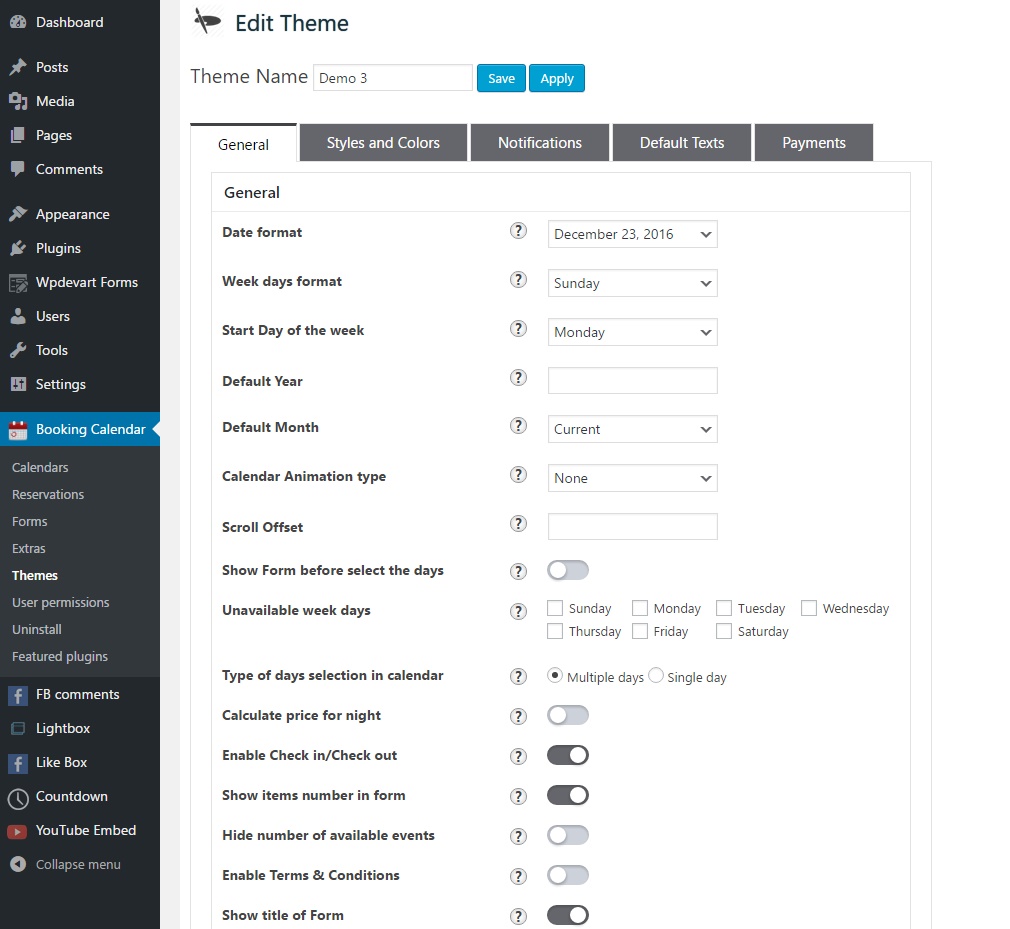 Dashboard
Posts
Media
Pages
Comments
Appearance
Plugins
Wpdevart Forms
Users
Tools
Settings
Booking Calendar
Calendars
Reservations
Forms
Extras
Themes
User permissions
Uninstall
Featured plugins
FB comments
Lightbox
Like Box
Countdown
YouTube Embed
Collapse menu
Edit Theme
Theme Name Demo 3 Save Apply
General Styles and Colors Notifications Default Texts Payments
General
Date format ? December 23, 2016
Week days format ? Sunday
Start Day of the week ? Monday
Default Year ?
Default Month ? Current
Calendar Animation type ? None
Scroll Offset ?
Show Form before select the days ?
Unavailable week days ? Sunday Monday Tuesday Wednesday
Thursday Friday Saturday
Type of days selection in calendar ? Multiple days Single day
Calculate price for night ?
Enable Check in/Check out ?
Show items number in form ?
Hide number of available events ?
Enable Terms & Conditions ?
Show title of Form ?